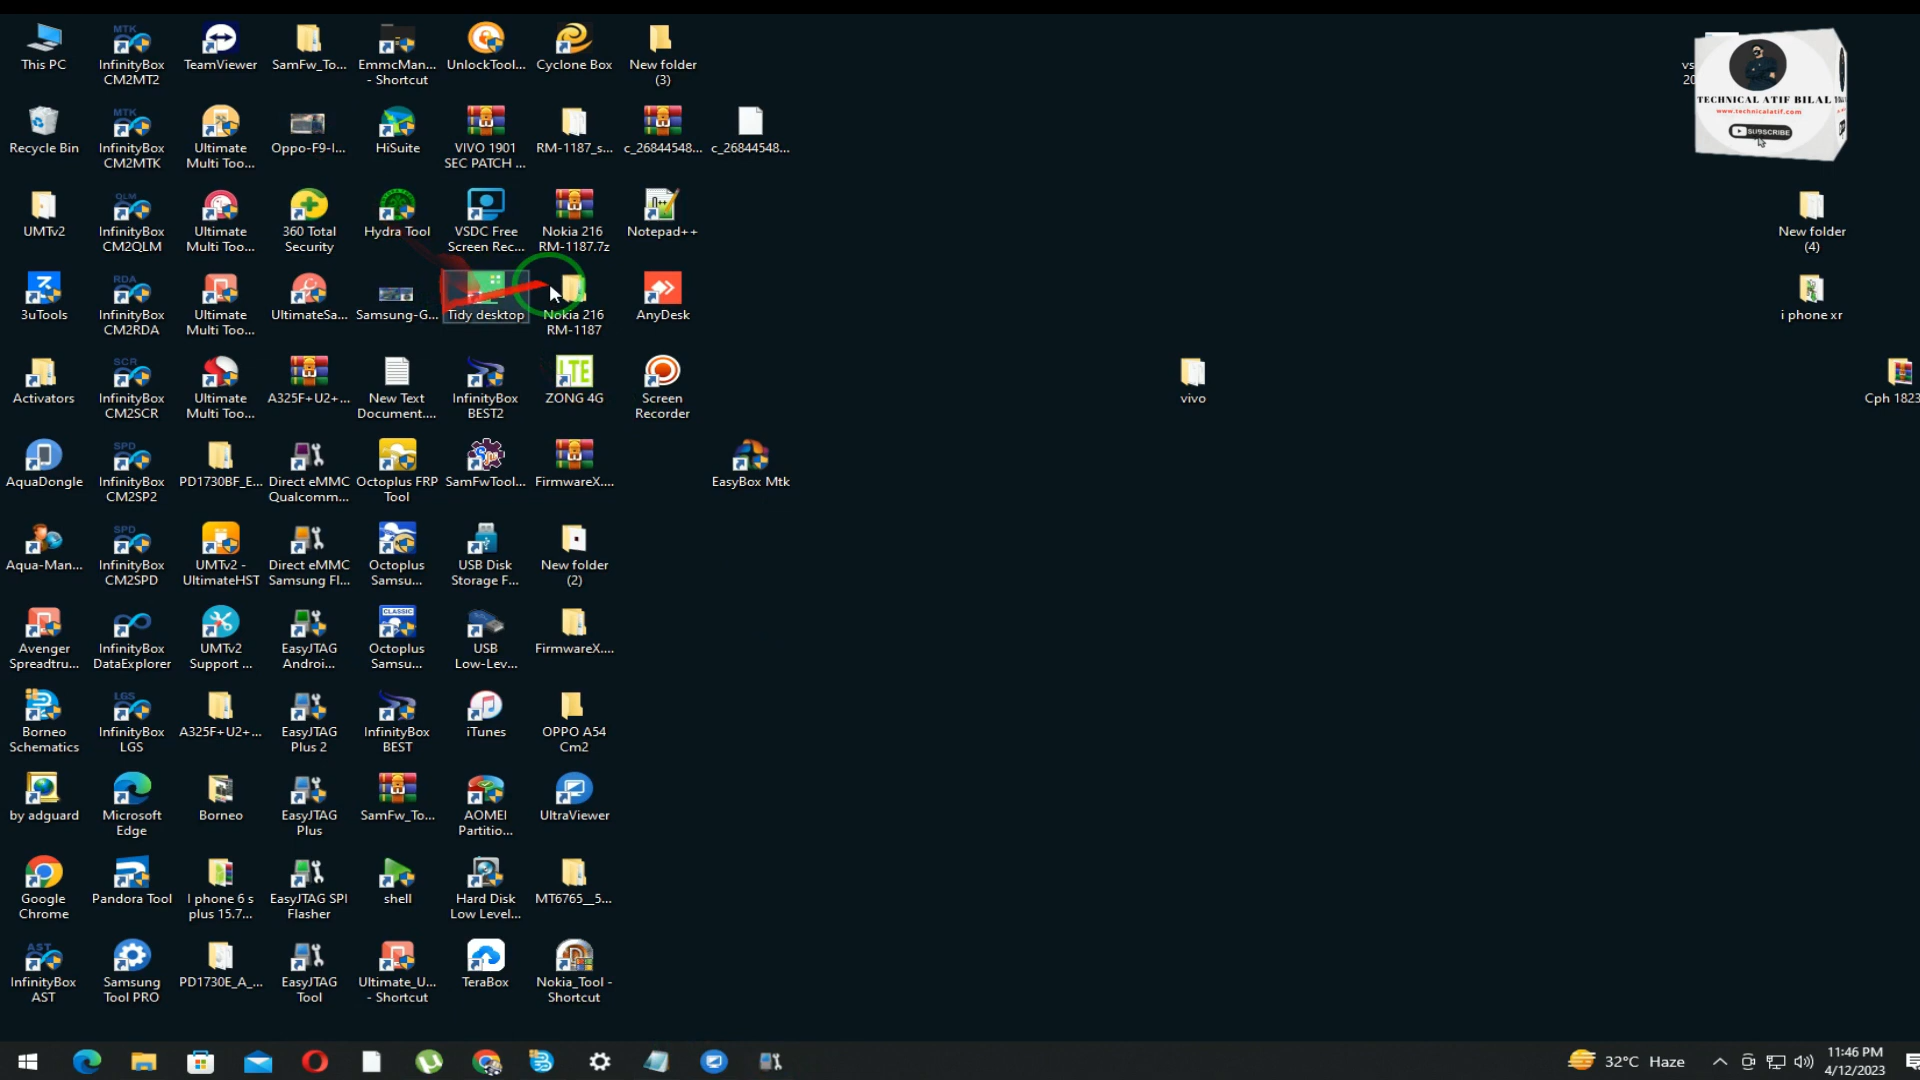 This PC
InfinityBox
CM2MT2
TeamViewer
SamFw_To...
EmmcMan...
- Shortcut
UnlockTool...
Cyclone Box
New folder
(3)
TECHNICAL ATIF BILAL
www.technicalatif.com
SUBSCRIBE
Recycle Bin
InfinityBox
CM2MTK
Ultimate
Multi Too...
Oppo-F9-I...
HiSuite
VIVO 1901
SEC PATCH ...
RM-1187_s...
c_26844548...
c_26844548...
UMTv2
InfinityBox
CM2QLM
Ultimate
Multi Too...
360 Total
Security
Hydra Tool
VSDC Free
Screen Rec...
Nokia 216
RM-1187.7z
Notepad++
New folder
(4)
3uTools
InfinityBox
CM2RDA
Ultimate
Multi Too...
UltimateSa...
Samsung-G...
Tidy desktop
Nokia 216
RM-1187
AnyDesk
i phone xr
Activators
InfinityBox
CM2SCR
Ultimate
Multi Too...
A325F+U2+...
New Text
Document....
InfinityBox
BEST2
LTE
ZONG 4G
Screen
Recorder
vivo
Cph 1823
AquaDongle
InfinityBox
CM2SP2
PD1730BF_E...
Direct eMMC
Qualcomm...
Octoplus FRP
Tool
SamFwTool...
FirmwareX....
EasyBox Mtk
Aqua-Man...
InfinityBox
CM2SPD
UMTv2 -
UltimateHST
Direct eMMC
Samsung Fl...
Octoplus
Samsu...
USB Disk
Storage F...
New folder
(2)
Avenger
Spreadtru...
InfinityBox
DataExplorer
UMTv2
Support ...
EasyJTAG
Androi...
CLASSIC
Octoplus
Samsu...
USB
Low-Lev...
FirmwareX....
Borneo
Schematics
InfinityBox
LGS
A325F+U2+...
EasyJTAG
Plus 2
InfinityBox
BEST
iTunes
OPPO A54
Cm2
by adguard
Microsoft
Edge
Borneo
EasyJTAG
Plus
SamFw_To...
AOMEI
Partitio...
UltraViewer
Google
Chrome
Pandora Tool
I phone 6 s
plus 15.7...
EasyJTAG SPI
Flasher
shell
Hard Disk
Low Level...
MT6765__5...
InfinityBox
AST
Samsung
Tool PRO
PD1730E_A_...
EasyJTAG
Tool
Ultimate_U...
- Shortcut
TeraBox
Nokia_Tool -
Shortcut
32°C Haze
11:46 PM
4/12/2023